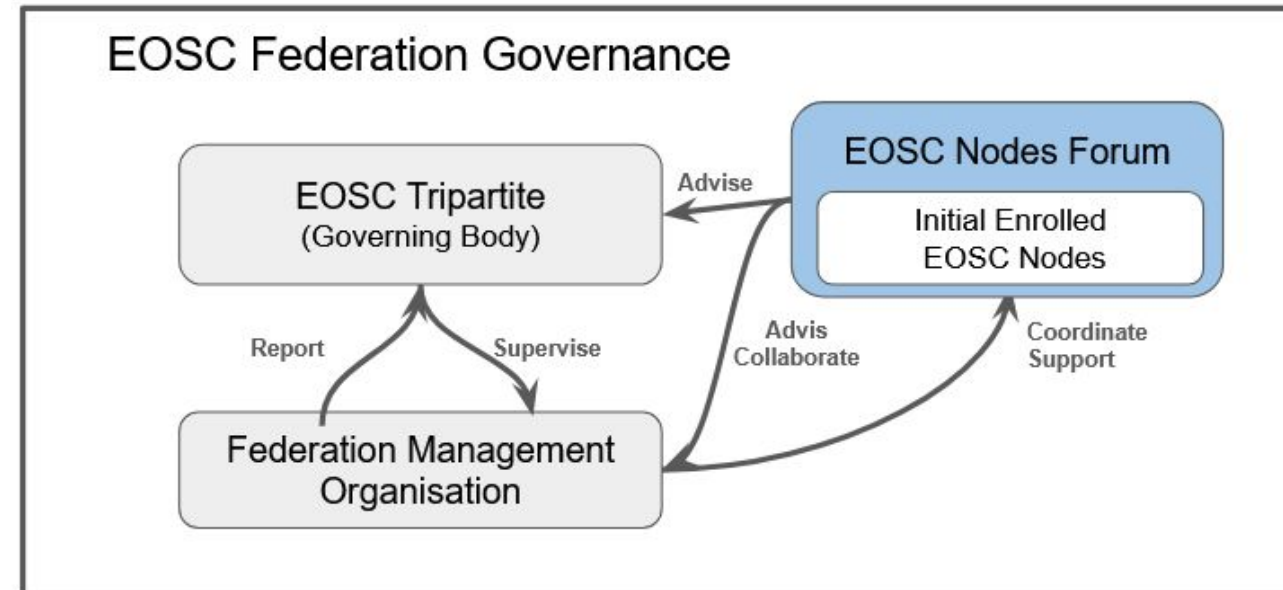 EOSC Federation Governance
EOSC Tripartite
(Governing Body)
Advise
EOSC Nodes Forum
Initial Enrolled
EOSC Nodes
Report
Supervise
Advis
Collaborate
Coordinate
Support
Federation Management
Organisation